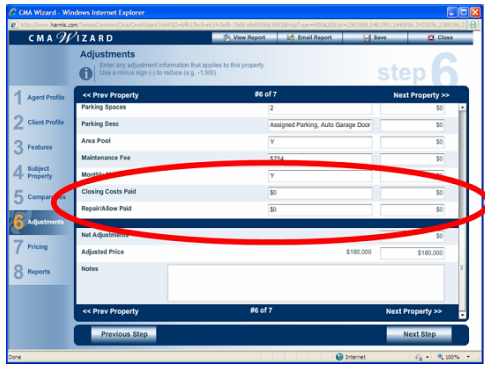 CMA Wizard - Windows Internet Explorer
CMA WIZARD
View Report Email Report Save Close
Adjustments
Enter any adjustment information that applies to this property.
Use a minus sign (-) to reduce (e.g. -1,500).
step 6
1 Agent Profile
2 Client Profile
3 Features
4 Subject Property
5
6 Adjustments
7 Pricing
8 Reports
<< Prev Property #6 of 7 Next Property >>
Parking Spaces 2 $0
Parking Desc Assigned Parking, Auto Garage Door $0
Area Pool Y $0
Maintenance Fee $754 $0
Y $0
Closing Costs Paid $0 $0
Repair/Allow Paid $0 $0
Net Adjustments $0
Adjusted Price $180,000 $180,000
Notes
<< Prev Property #6 of 7 Next Property >>
Previous Step Next Step
Done Internet 100%